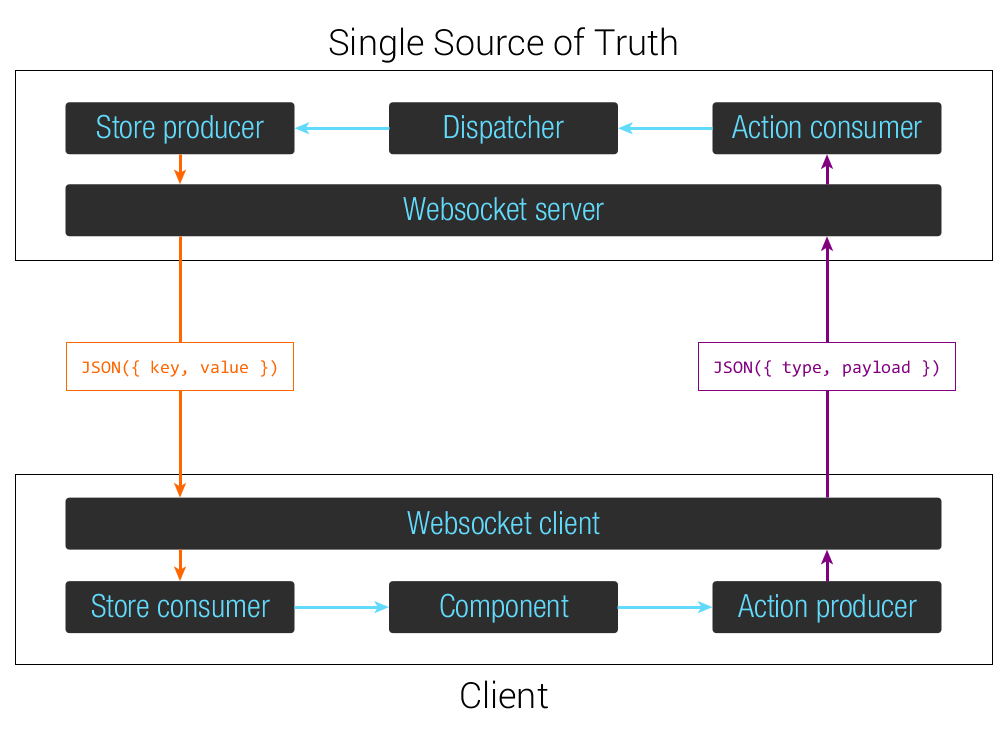 Single Source of Truth
Store producer
Dispatcher
Action consumer
Websocket server
JSON({ key, value })
JSON({ type, payload })
Websocket client
Store consumer
Component
Action producer
Client